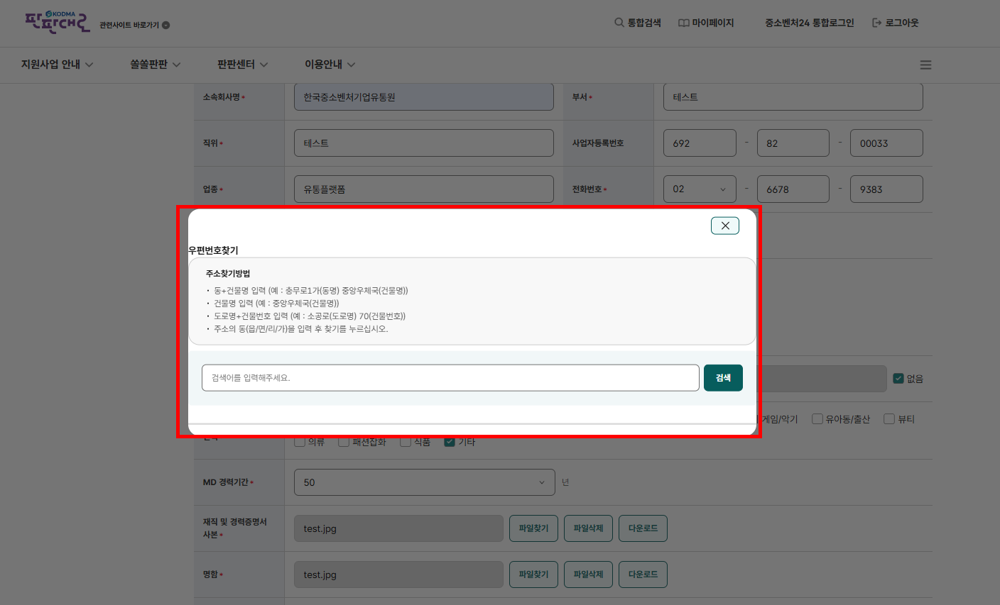 KODMA
판판대로
관련사이트 바로가기
통합검색
마이페이지
중소벤처24 통합로그인
로그아웃
지원사업 안내
쏠쏠판판
판판센터
이용안내
소속회사명 *
한국중소벤처기업유통원
부서 *
테스트
직위 *
테스트
사업자등록번호
692 - 82 - 00033
업종 *
유통플랫폼
전화번호 *
02 - 6678 - 9383
우편번호찾기
주소찾기방법
· 동+건물명 입력 (예 : 충무로1가(동명) 중앙우체국(건물명))
· 건물명 입력 (예 : 중앙우체국(건물명))
· 도로명+건물번호 입력 (예 : 소공로(도로명) 70(건물번호))
· 주소의 동(읍/면/리/가)을 입력 후 찾기를 누르십시오.
검색어를 입력해주세요.
검색
없음
게임/악기
유아동/출산
뷰티
의류
패션잡화
식품
기타
MD 경력기간 *
50
년
재직 및 경력증명서
사본 *
test.jpg
파일찾기
파일삭제
다운로드
명함 *
test.jpg
파일찾기
파일삭제
다운로드